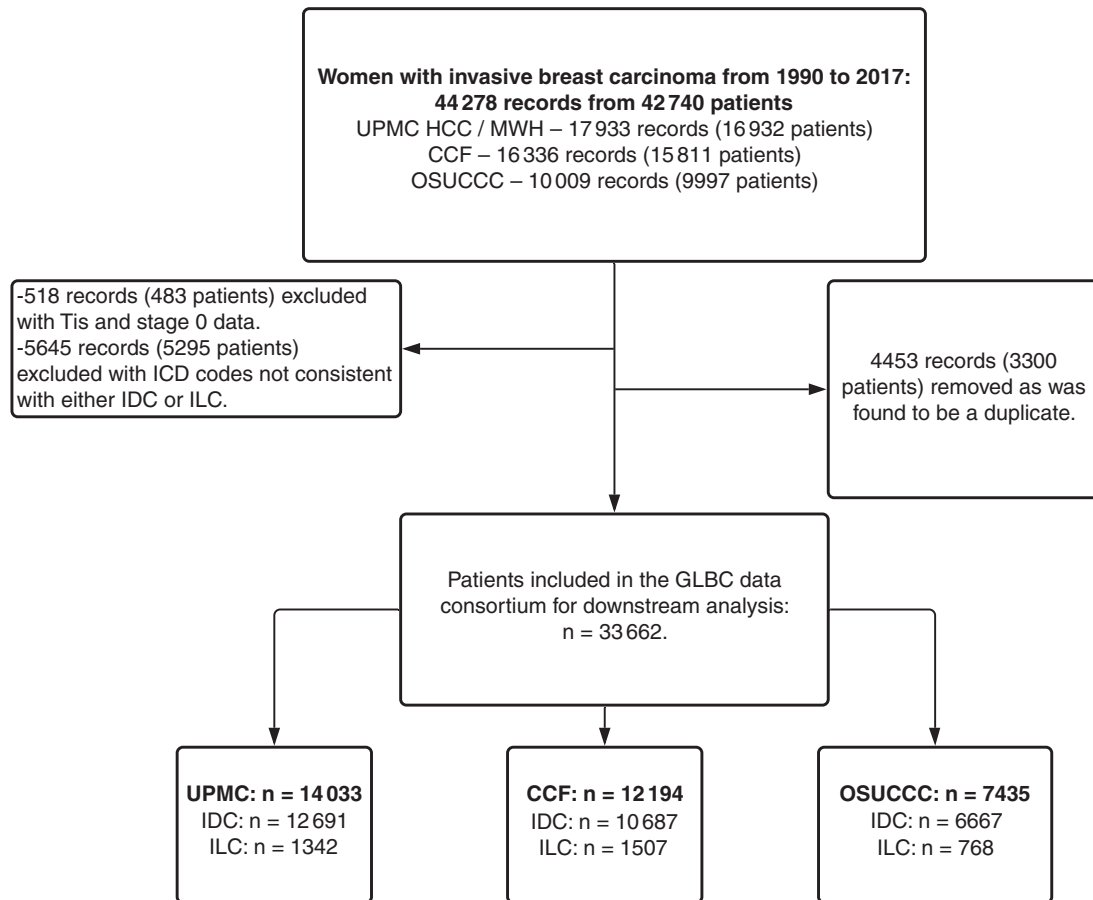 Women with invasive breast carcinoma from 1990 to 2017:
44 278 records from 42 740 patients
UPMC HCC / MWH – 17 933 records (16 932 patients)
CCF – 16 336 records (15 811 patients)
OSUCCC – 10 009 records (9997 patients)
-518 records (483 patients) excluded
with Tis and stage 0 data.
-5645 records (5295 patients)
excluded with ICD codes not consistent
with either IDC or ILC.
4453 records (3300
patients) removed as was
found to be a duplicate.
Patients included in the GLBC data
consortium for downstream analysis:
n = 33 662.
UPMC: n = 14 033
IDC: n = 12 691
ILC: n = 1342
CCF: n = 12 194
IDC: n = 10 687
ILC: n = 1507
OSUCCC: n = 7435
IDC: n = 6667
ILC: n = 768